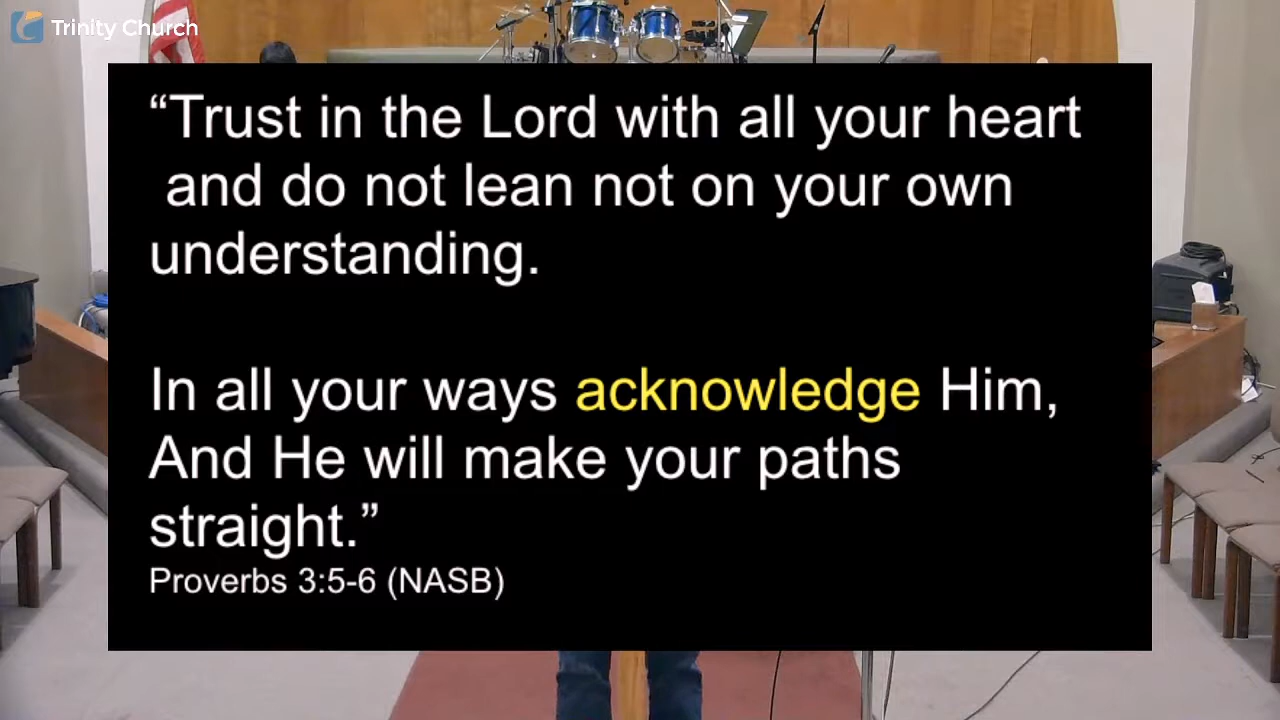 Trinity Church
“Trust in the Lord with all your heart
and do not lean not on your own
understanding.
In all your ways acknowledge Him,
And He will make your paths
straight.”
Proverbs 3:5-6 (NASB)